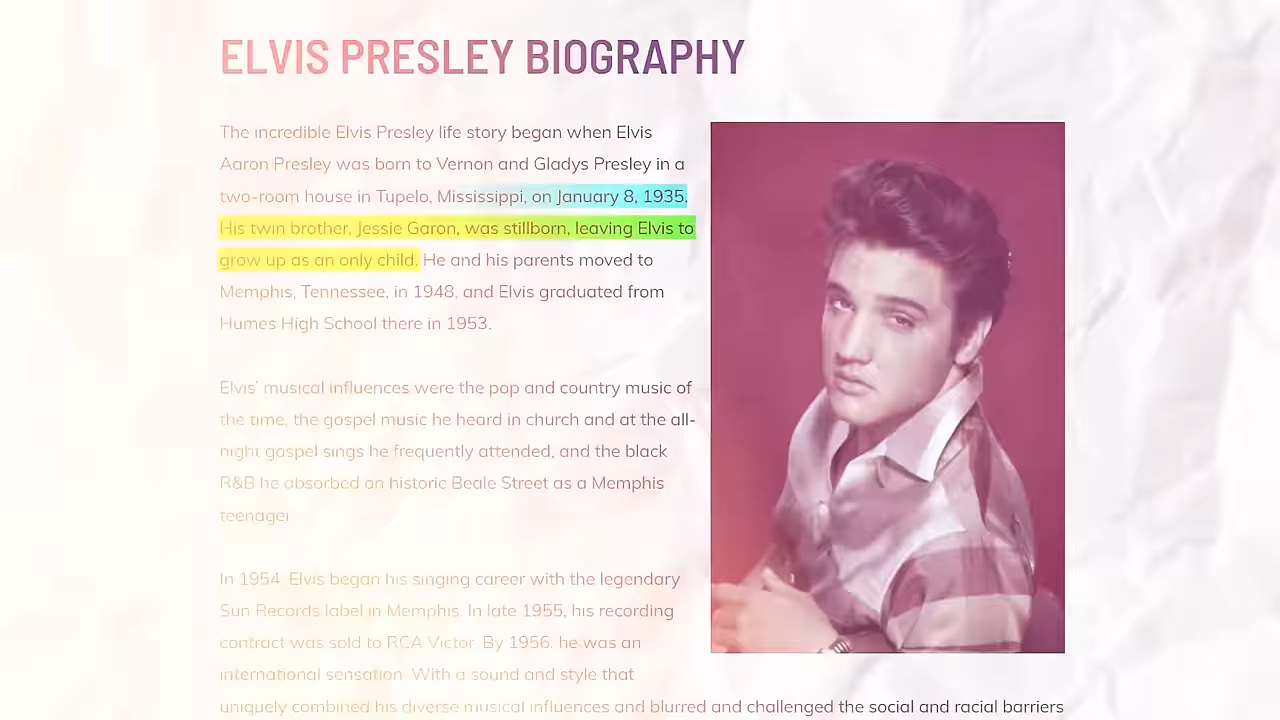 ELVIS PRESLEY BIOGRAPHY
The incredible Elvis Presley life story began when Elvis
Aaron Presley was born to Vernon and Gladys Presley in a
two-room house in Tupelo, Mississippi, on January 8, 1935.
His twin brother, Jessie Garon, was stillborn, leaving Elvis to
grow up as an only child. He and his parents moved to
Memphis, Tennessee, in 1948, and Elvis graduated from
Humes High School there in 1953.
Elvis’ musical influences were the pop and country music of
the time, the gospel music he heard in church and at the all-
night gospel sings he frequently attended, and the black
R&B he absorbed on historic Beale Street as a Memphis
teenager.
In 1954, Elvis began his singing career with the legendary
Sun Records label in Memphis. In late 1955, his recording
contract was sold to RCA Victor. By 1956, he was an
international sensation. With a sound and style that
uniquely combined his diverse musical influences and blurred and challenged the social and racial barriers